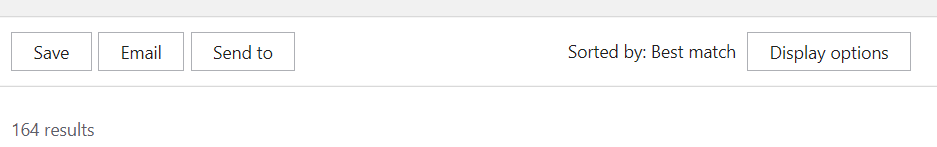 Save Email Send to Sorted by: Best match Display options
164 results